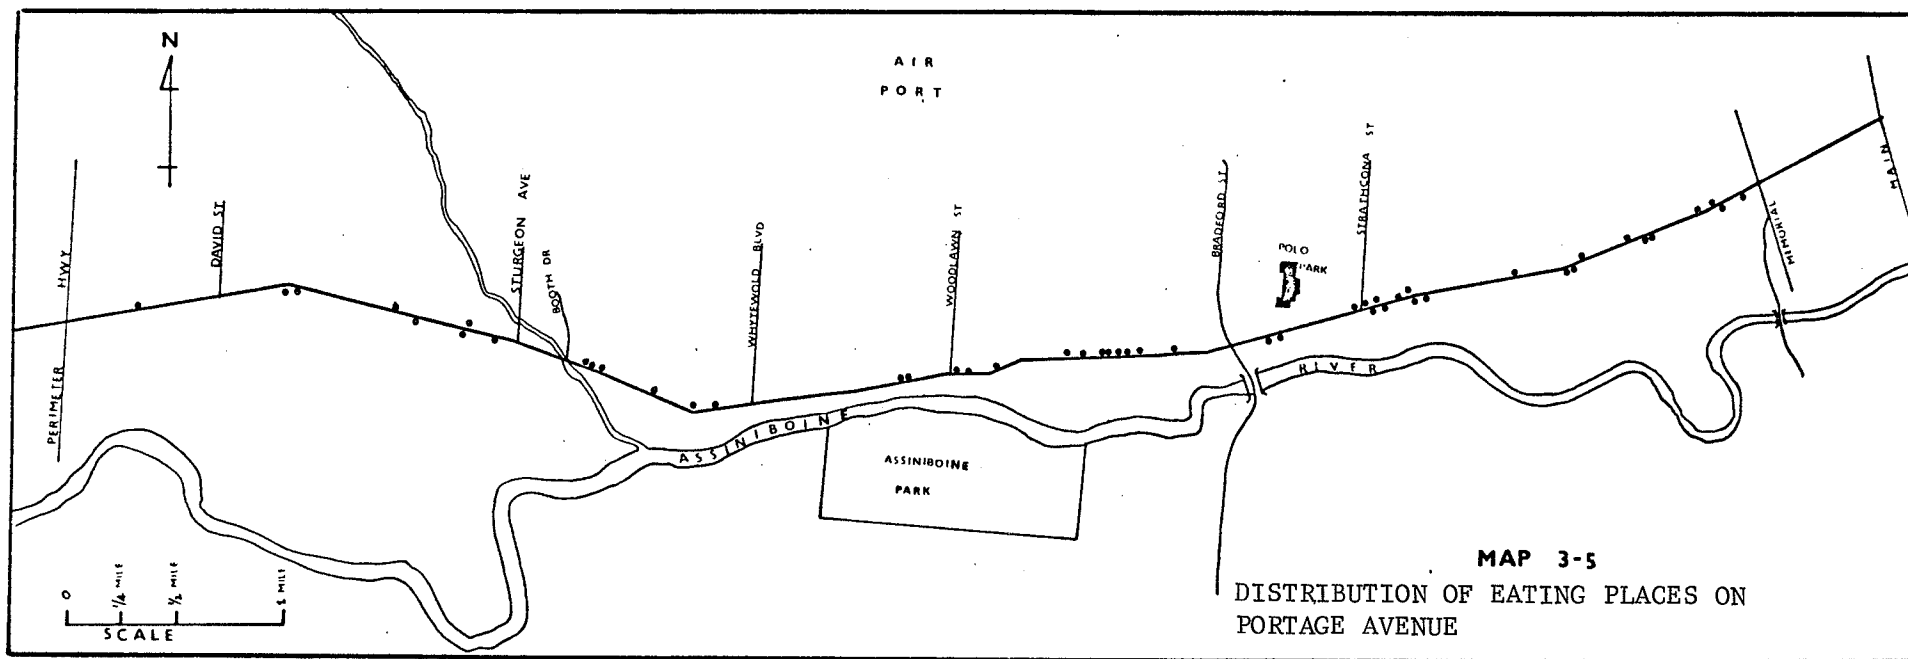 N
AIR
PORT
PERIMETER HWY
DAVID ST
STURGEON AVE
BOOTH DR
WHYTEWOLD BLVD
WOODLAWN ST
BRADFORD ST
POLO
PARK
STRATHCONA ST
MEMORIAL
MAIN
ASSINIBOINE RIVER
ASSINIBOINE
PARK
0 1/4 MILE 1/2 MILE 1 MILE
SCALE
MAP 3-5
DISTRIBUTION OF EATING PLACES ON
PORTAGE AVENUE